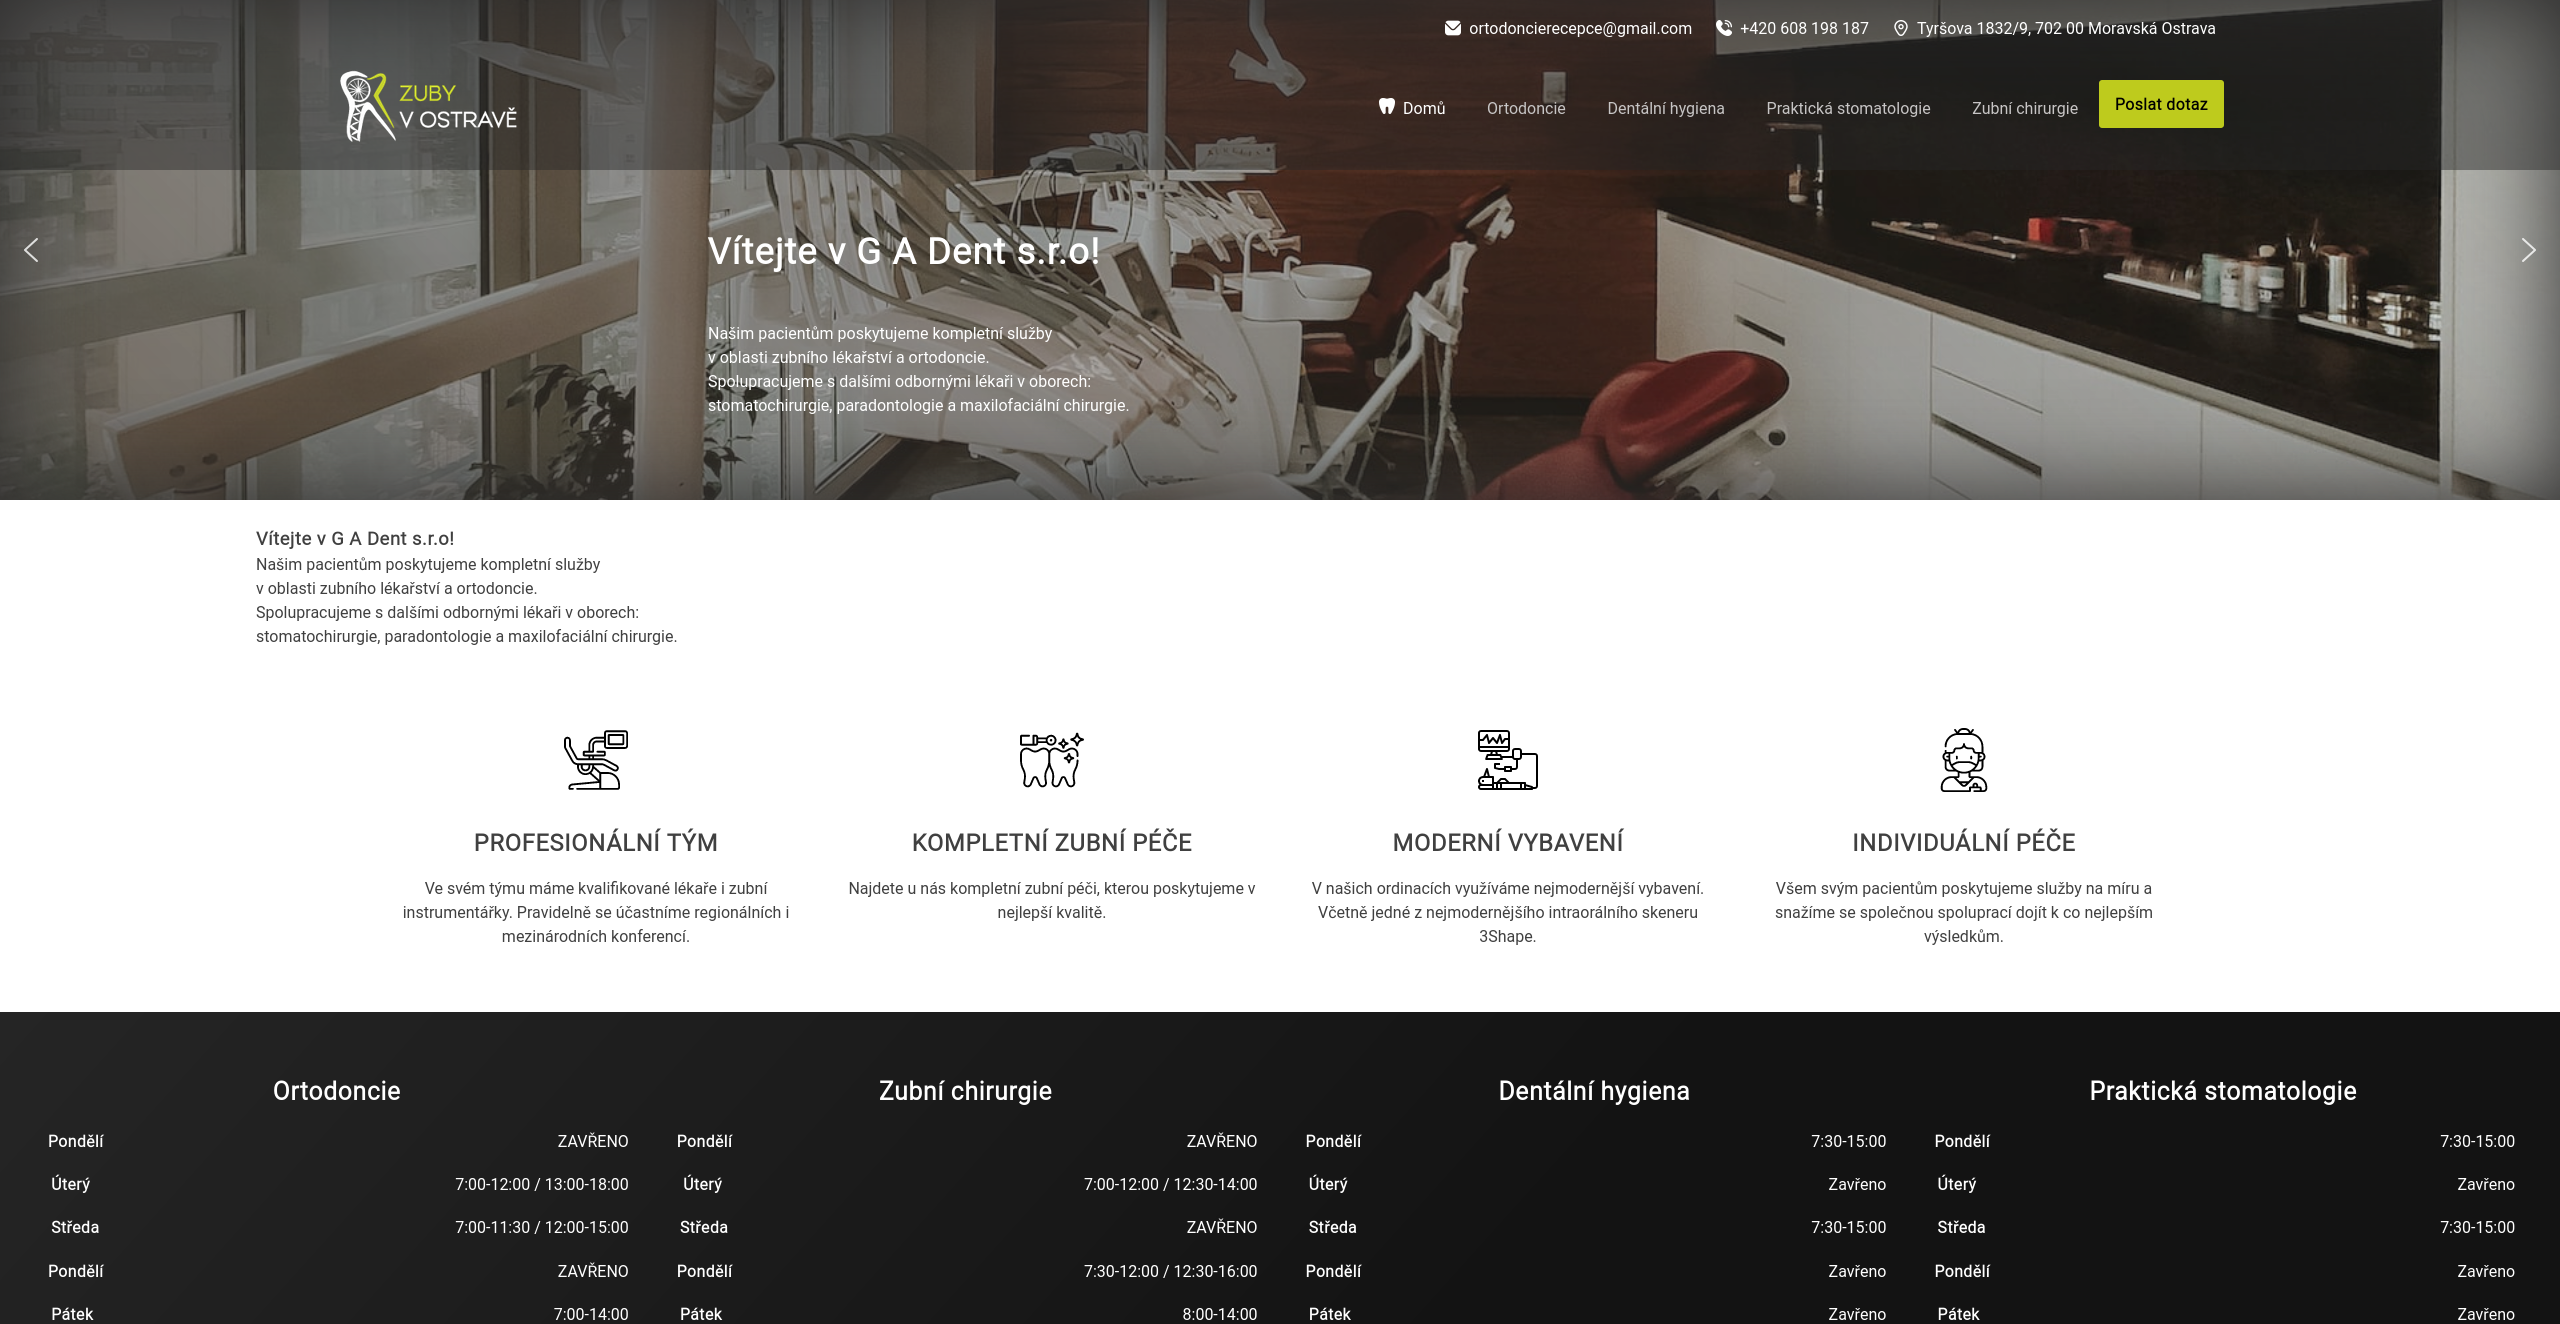 ortodoncierecepce@gmail.com +420 608 198 187 Tyršova 1832/9, 702 00 Moravská Ostrava
ZUBY
V OSTRAVĚ
Domů Ortodoncie Dentální hygiena Praktická stomatologie Zubní chirurgie Poslat dotaz
Vítejte v G A Dent s.r.o!
Našim pacientům poskytujeme kompletní služby
v oblasti zubního lékařství a ortodoncie.
Spolupracujeme s dalšími odbornými lékaři v oborech:
stomatochirurgie, paradontologie a maxilofaciální chirurgie.
Vítejte v G A Dent s.r.o!
Našim pacientům poskytujeme kompletní služby
v oblasti zubního lékařství a ortodoncie.
Spolupracujeme s dalšími odbornými lékaři v oborech:
stomatochirurgie, paradontologie a maxilofaciální chirurgie.
PROFESIONÁLNÍ TÝM
Ve svém týmu máme kvalifikované lékaře i zubní
instrumentářky. Pravidelně se účastníme regionálních i
mezinárodních konferencí.
KOMPLETNÍ ZUBNÍ PÉČE
Najdete u nás kompletní zubní péči, kterou poskytujeme v
nejlepší kvalitě.
MODERNÍ VYBAVENÍ
V našich ordinacích využíváme nejmodernější vybavení.
Včetně jedné z nejmodernějšího intraorálního skeneru
3Shape.
INDIVIDUÁLNÍ PÉČE
Všem svým pacientům poskytujeme služby na míru a
snažíme se společnou spoluprací dojít k co nejlepším
výsledkům.
Ortodoncie
Pondělí ZAVŘENO
Úterý 7:00-12:00 / 13:00-18:00
Středa 7:00-11:30 / 12:00-15:00
Pondělí ZAVŘENO
Pátek 7:00-14:00
Zubní chirurgie
Pondělí ZAVŘENO
Úterý 7:00-12:00 / 12:30-14:00
Středa ZAVŘENO
Pondělí 7:30-12:00 / 12:30-16:00
Pátek 8:00-14:00
Dentální hygiena
Pondělí 7:30-15:00
Úterý Zavřeno
Středa 7:30-15:00
Pondělí Zavřeno
Pátek Zavřeno
Praktická stomatologie
Pondělí 7:30-15:00
Úterý Zavřeno
Středa 7:30-15:00
Pondělí Zavřeno
Pátek Zavřeno